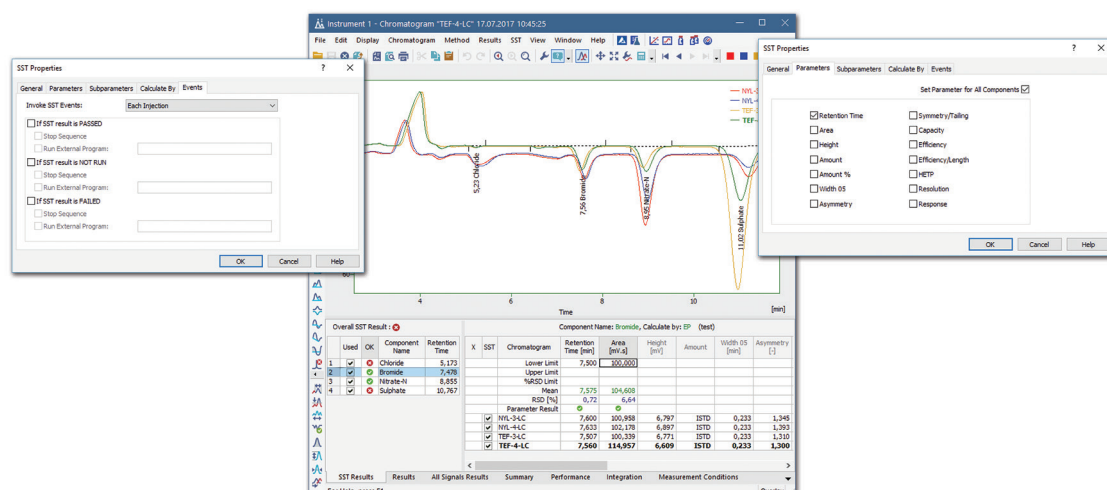 Instrument 1 - Chromatogram "TEF-4-LC" 17.07.2017 10:45:25
File Edit Display Chromatogram Method Results SST View Window Help
SST Properties
General Parameters Subparameters Calculate By Events
Invoke SST Events: Each Injection
If SST result is PASSED
Stop Sequence
Run External Program:
If SST result is NOT RUN
Stop Sequence
Run External Program:
If SST result is FAILED
Stop Sequence
Run External Program:
OK Cancel Help
NYL-3
NYL-4
TEF-3
TEF-
5,23 Chloride
7,56 Bromide
8,95 Nitrate-N
11,02 Sulphate
4 6 8 10 [min]
Time
SST Properties
General Parameters Subparameters Calculate By Events
Set Parameter for All Components
Retention Time Symmetry/Tailing
Area Capacity
Height Efficiency
Amount Efficiency/Length
Amount % HETP
Width 05 Resolution
Asymmetry Response
OK Cancel Help
Overall SST Result :
Used OK Component Name Retention Time
1 Chloride 5,173
2 Bromide 7,478
3 Nitrate-N 8,855
4 Sulphate 10,767
Component Name: Bromide, Calculate by: EP (test)
X SST Chromatogram Retention Time [min] Area [mV.s] Height [mV] Amount Width 05 [min] Asymmetry [-]
Lower Limit 7,500 100,000
Upper Limit
%RSD Limit
Mean 7,575 104,608
RSD [%] 0,72 6,64
Parameter Result
NYL-3-LC 7,600 100,958 6,797 ISTD 0,233 1,345
NYL-4-LC 7,633 102,178 6,897 ISTD 0,233 1,393
TEF-3-LC 7,507 100,339 6,771 ISTD 0,233 1,310
TEF-4-LC 7,560 114,957 6,609 ISTD 0,233 1,300
SST Results Results All Signals Results Summary Performance Integration Measurement Conditions